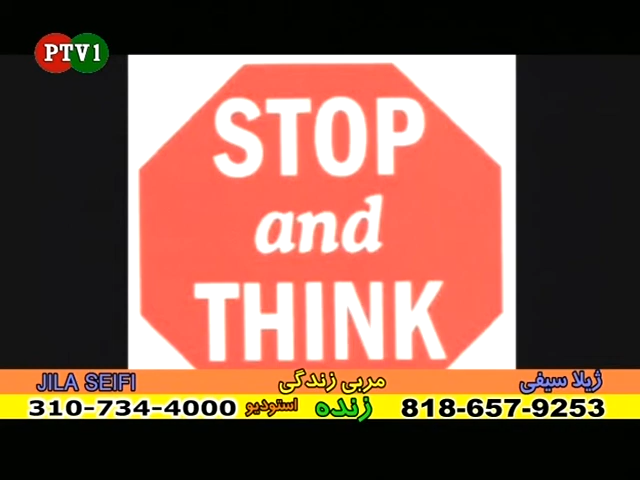 PTV1
STOP
and
THINK
JILA SEIFI مربی زندگی ژیلا سیفی
310-734-4000 استودیو زنده 818-657-9253